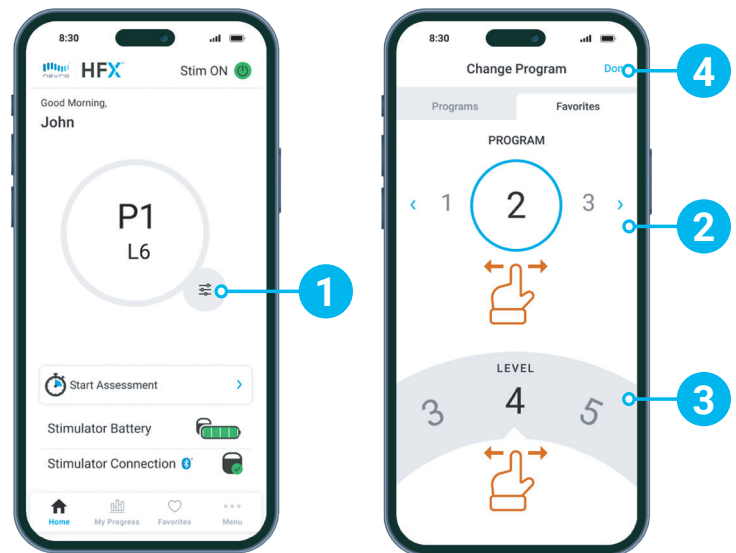 8:30
nevro HFX
Stim ON
Good Morning,
John
P1
L6
1
Start Assessment
Stimulator Battery
Stimulator Connection
Home
My Progress
Favorites
Menu
8:30
Change Program
Don
4
Programs
Favorites
PROGRAM
1
2
3
2
LEVEL
3
4
5
3